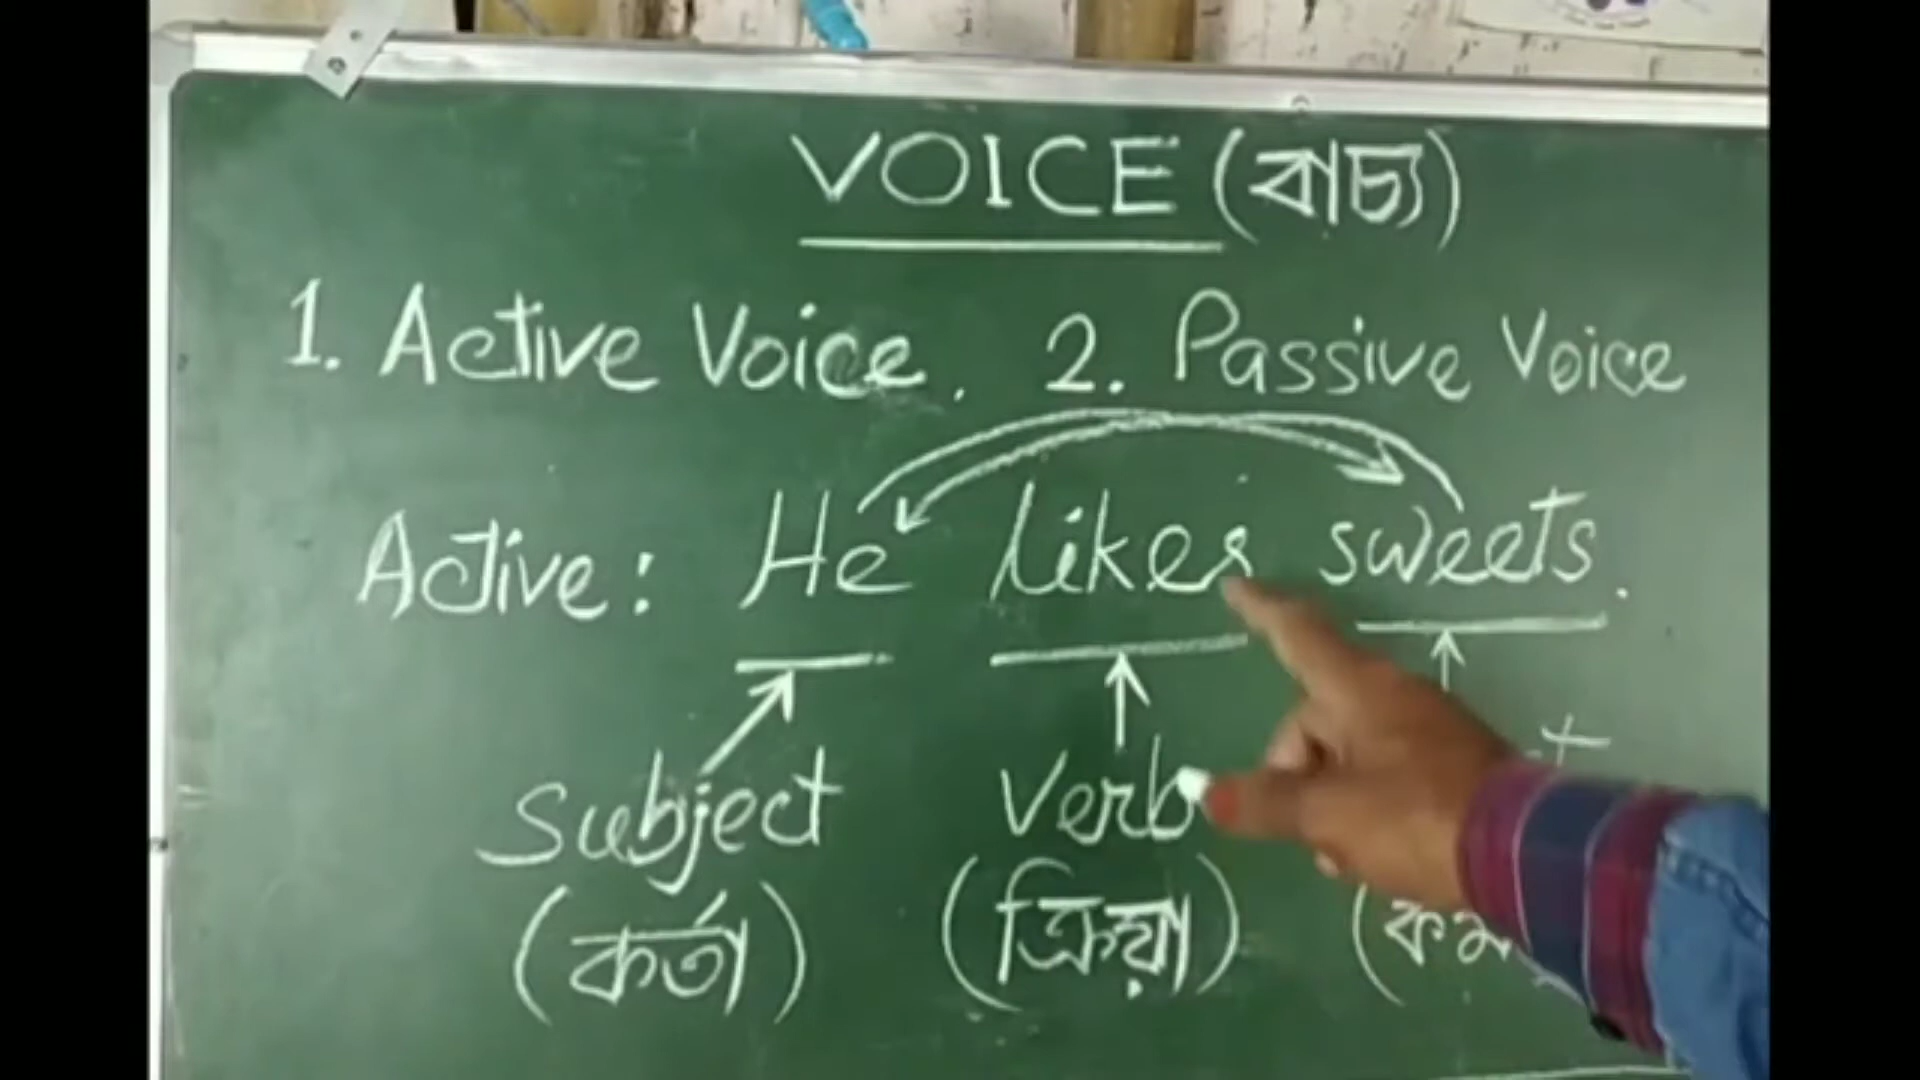 VOICE (বাচ্য)
1. Active Voice. 2. Passive Voice
Active: He likes sweets.
Subject Verb
(কর্তা) (ক্রিয়া)